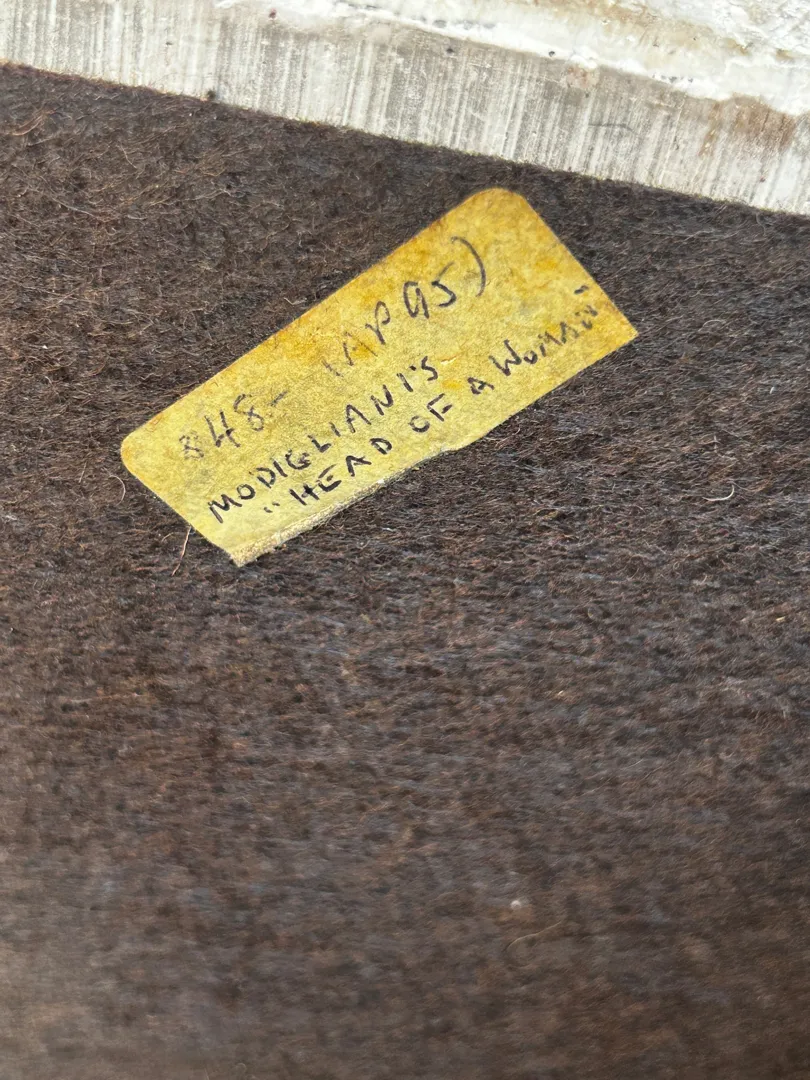 848- (AP95)
MODIGLIANI'S
"HEAD OF A WOMAN"